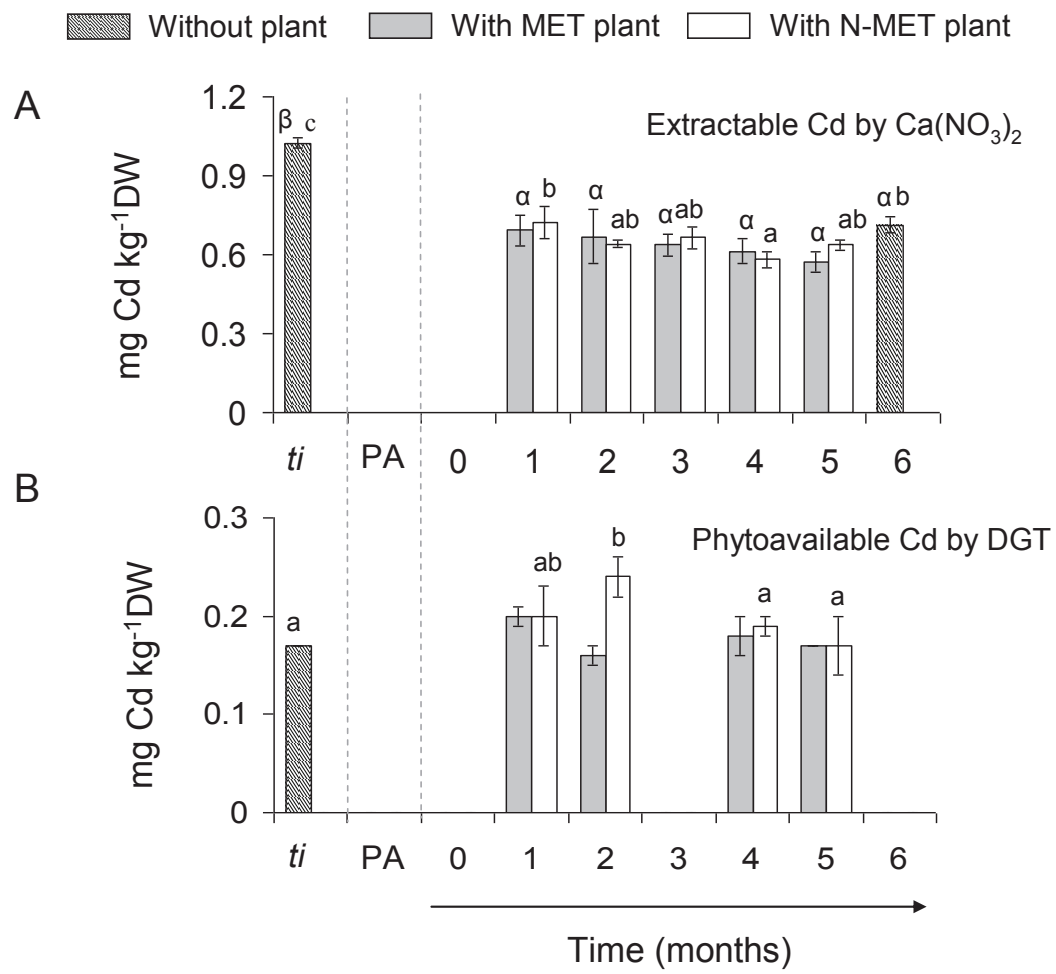 Without plant With MET plant With N-MET plant
A
Extractable Cd by Ca(NO₃)₂
mg Cd kg⁻¹DW
1.2
0.9
0.6
0.3
0
β c
α b
α ab
α ab
α a
α ab
α b
ti PA 0 1 2 3 4 5 6
B
Phytoavailable Cd by DGT
mg Cd kg⁻¹DW
0.3
0.2
0.1
0
a
ab
b
a
a
ti PA 0 1 2 3 4 5 6
Time (months)